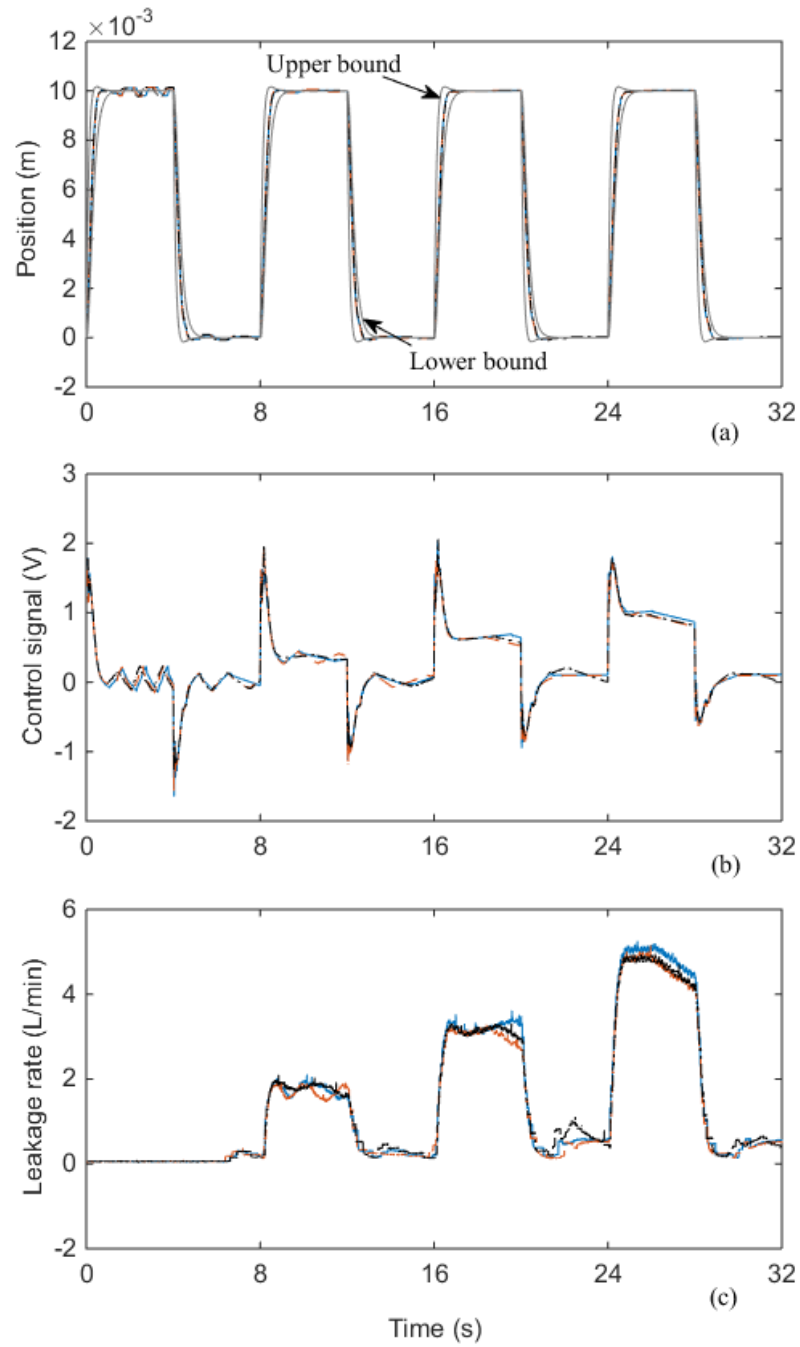 × 10⁻³
12
10
8
6
4
2
0
-2
Position (m)
Upper bound
Lower bound
0 8 16 24 32
(a)
3
2
1
0
-1
-2
Control signal (V)
0 8 16 24 32
(b)
6
4
2
0
-2
Leakage rate (L/min)
0 8 16 24 32
(c)
Time (s)